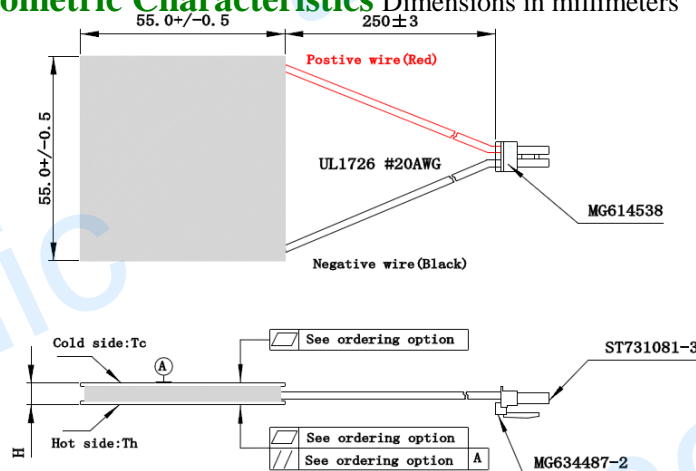 ometric Characteristics Dimensions in millimeters
55.0+/-0.5
250±3
Postive wire(Red)
55.0+/-0.5
UL1726 #20AWG
MG614538
Negative wire(Black)
Cold side:Tc
See ordering option
ST731081-3
A
H
Hot side:Th
See ordering option
// See ordering option A
MG634487-2